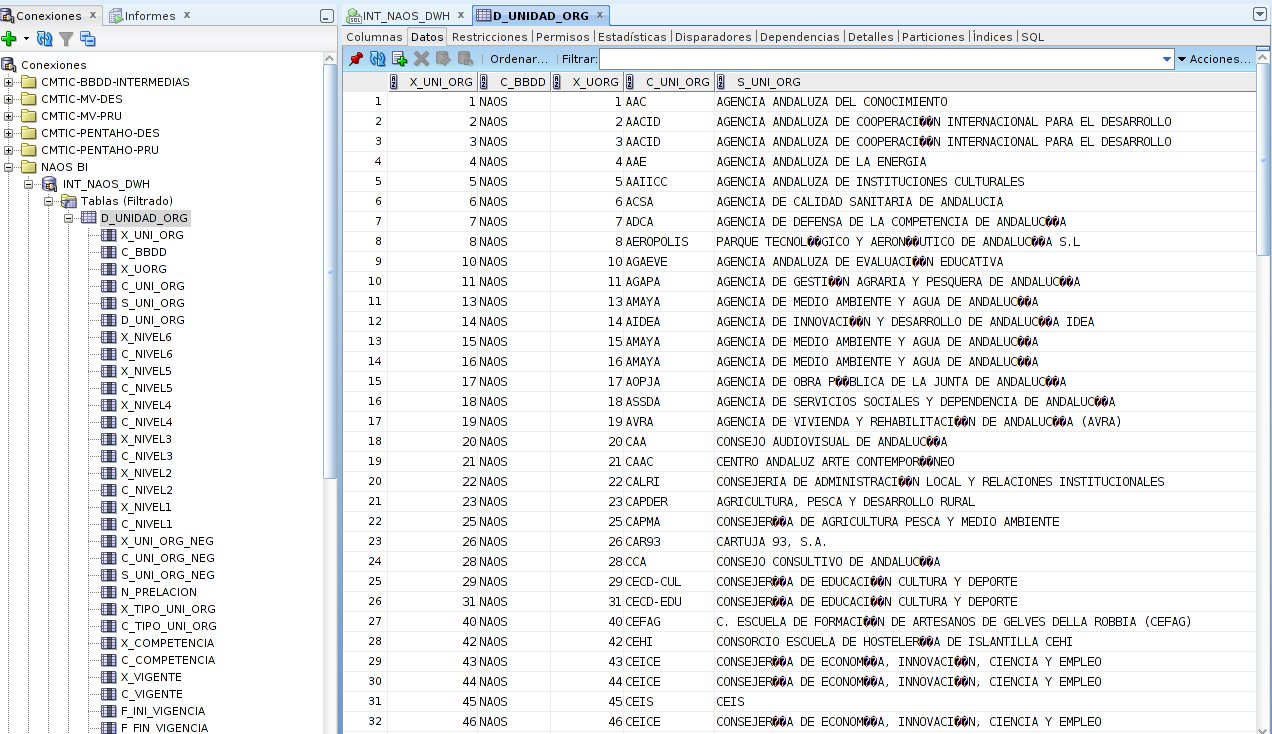 Conexiones x
Informes x
Conexiones
CMTIC-BBDD-INTERMEDIAS
CMTIC-MV-DES
CMTIC-MV-PRU
CMTIC-PENTAHO-DES
CMTIC-PENTAHO-PRU
NAOS BI
INT_NAOS_DWH
Tablas (Filtrado)
D_UNIDAD_ORG
X_UNI_ORG
C_BBDD
X_UORG
C_UNI_ORG
S_UNI_ORG
D_UNI_ORG
X_NIVEL6
C_NIVEL6
X_NIVEL5
C_NIVEL5
X_NIVEL4
C_NIVEL4
X_NIVEL3
C_NIVEL3
X_NIVEL2
C_NIVEL2
X_NIVEL1
C_NIVEL1
X_UNI_ORG_NEG
C_UNI_ORG_NEG
S_UNI_ORG_NEG
N_PRELACION
X_TIPO_UNI_ORG
C_TIPO_UNI_ORG
X_COMPETENCIA
C_COMPETENCIA
X_VIGENTE
C_VIGENTE
F_INI_VIGENCIA
F_FIN_VIGENCIA
INT_NAOS_DWH x
D_UNIDAD_ORG x
Columnas Datos Restricciones |Permisos |Estadísticas |Disparadores |Dependencias |Detalles |Particiones |Índices |SQL
Ordenar... Filtrar: Acciones...
X_UNI_ORG C_BBDD X_UORG C_UNI_ORG S_UNI_ORG
1 1 NAOS 1 AAC AGENCIA ANDALUZA DEL CONOCIMIENTO
2 2 NAOS 2 AACID AGENCIA ANDALUZA DE COOPERACI��N INTERNACIONAL PARA EL DESARROLLO
3 3 NAOS 3 AACID AGENCIA ANDALUZA DE COOPERACI��N INTERNACIONAL PARA EL DESARROLLO
4 4 NAOS 4 AAE AGENCIA ANDALUZA DE LA ENERGIA
5 5 NAOS 5 AAIICC AGENCIA ANDALUZA DE INSTITUCIONES CULTURALES
6 6 NAOS 6 ACSA AGENCIA DE CALIDAD SANITARIA DE ANDALUCIA
7 7 NAOS 7 ADCA AGENCIA DE DEFENSA DE LA COMPETENCIA DE ANDALUC��A
8 8 NAOS 8 AEROPOLIS PARQUE TECNOL��GICO Y AERON��UTICO DE ANDALUC��A S.L
9 10 NAOS 10 AGAEVE AGENCIA ANDALUZA DE EVALUACI��N EDUCATIVA
10 11 NAOS 11 AGAPA AGENCIA DE GESTI��N AGRARIA Y PESQUERA DE ANDALUC��A
11 13 NAOS 13 AMAYA AGENCIA DE MEDIO AMBIENTE Y AGUA DE ANDALUC��A
12 14 NAOS 14 AIDEA AGENCIA DE INNOVACI��N Y DESARROLLO DE ANDALUC��A IDEA
13 15 NAOS 15 AMAYA AGENCIA DE MEDIO AMBIENTE Y AGUA DE ANDALUC��A
14 16 NAOS 16 AMAYA AGENCIA DE MEDIO AMBIENTE Y AGUA DE ANDALUC��A
15 17 NAOS 17 AOPJA AGENCIA DE OBRA P��BLICA DE LA JUNTA DE ANDALUC��A
16 18 NAOS 18 ASSDA AGENCIA DE SERVICIOS SOCIALES Y DEPENDENCIA DE ANDALUC��A
17 19 NAOS 19 AVRA AGENCIA DE VIVIENDA Y REHABILITACI��N DE ANDALUC��A (AVRA)
18 20 NAOS 20 CAA CONSEJO AUDIOVISUAL DE ANDALUC��A
19 21 NAOS 21 CAAC CENTRO ANDALUZ ARTE CONTEMPOR��NEO
20 22 NAOS 22 CALRI CONSEJERIA DE ADMINISTRACI��N LOCAL Y RELACIONES INSTITUCIONALES
21 23 NAOS 23 CAPDER AGRICULTURA, PESCA Y DESARROLLO RURAL
22 25 NAOS 25 CAPMA CONSEJER��A DE AGRICULTURA PESCA Y MEDIO AMBIENTE
23 26 NAOS 26 CAR93 CARTUJA 93, S.A.
24 28 NAOS 28 CCA CONSEJO CONSULTIVO DE ANDALUC��A
25 29 NAOS 29 CECD-CUL CONSEJER��A DE EDUCACI��N CULTURA Y DEPORTE
26 31 NAOS 31 CECD-EDU CONSEJER��A DE EDUCACI��N CULTURA Y DEPORTE
27 40 NAOS 40 CEFAG C. ESCUELA DE FORMACI��N DE ARTESANOS DE GELVES DELLA ROBBIA (CEFAG)
28 42 NAOS 42 CEHI CONSORCIO ESCUELA DE HOSTELER��A DE ISLANTILLA CEHI
29 43 NAOS 43 CEICE CONSEJER��A DE ECONOM��A, INNOVACI��N, CIENCIA Y EMPLEO
30 44 NAOS 44 CEICE CONSEJER��A DE ECONOM��A, INNOVACI��N, CIENCIA Y EMPLEO
31 45 NAOS 45 CEIS CEIS
32 46 NAOS 46 CEICE CONSEJER��A DE ECONOM��A, INNOVACI��N, CIENCIA Y EMPLEO